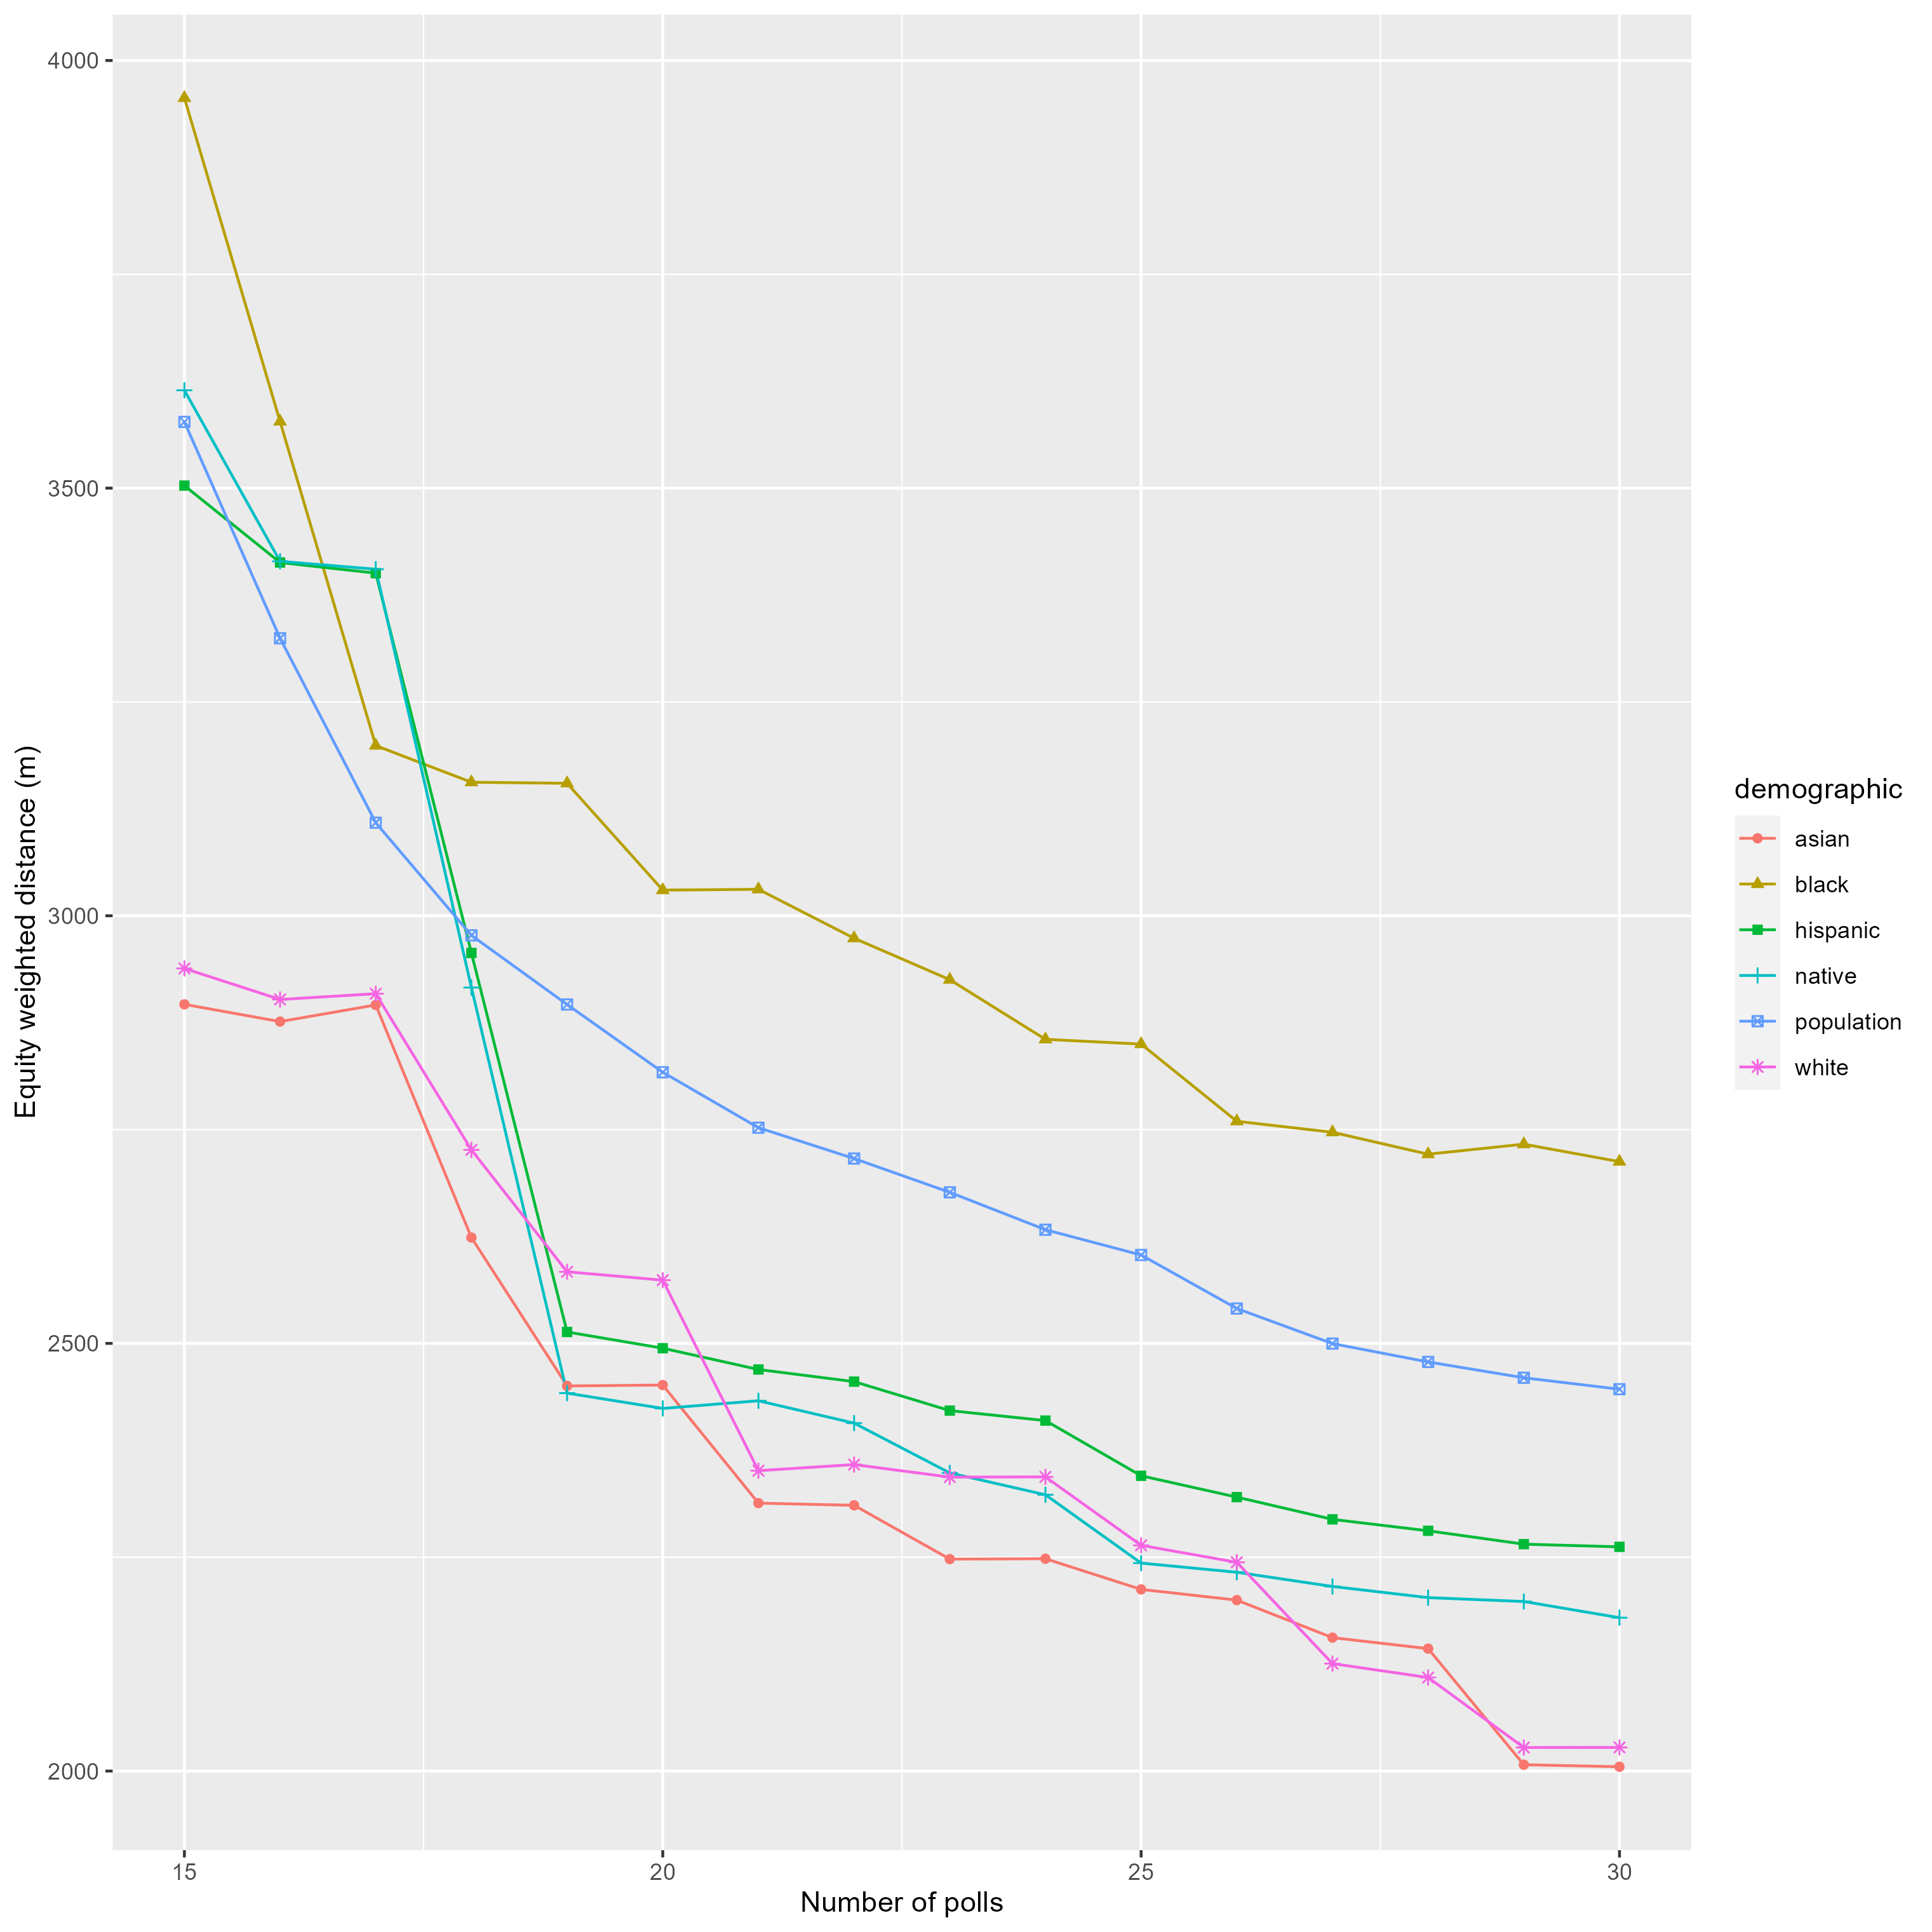 4000
3500
3000
2500
2000
Equity weighted distance (m)
15 20 25 30
Number of polls
demographic
asian
black
hispanic
native
population
white